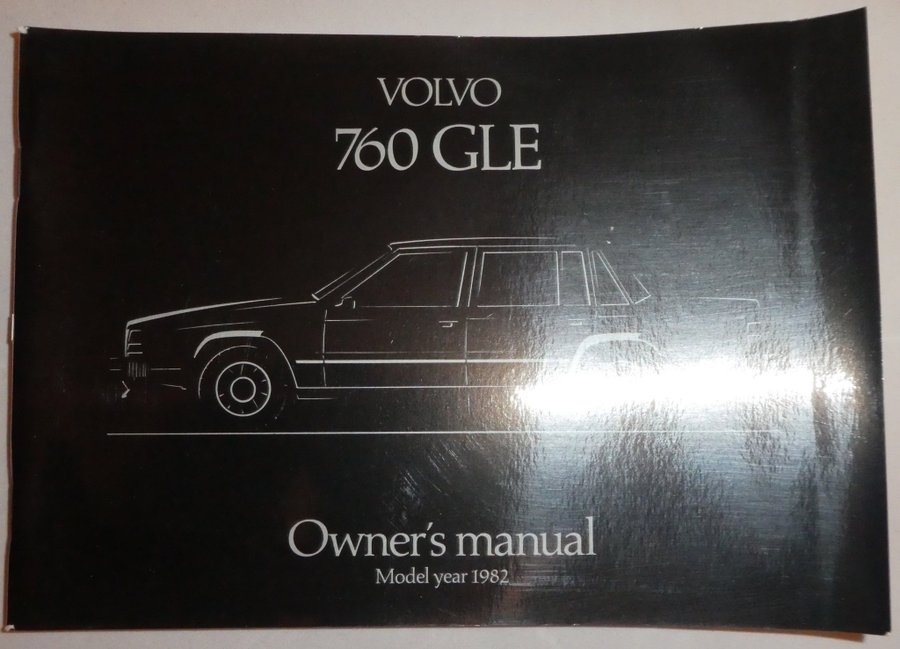 VOLVO
760 GLE
Owner's manual
Model year 1982